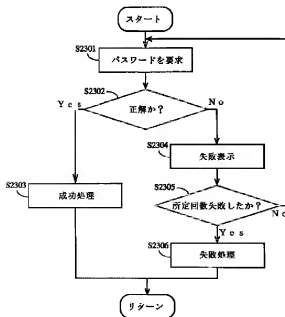 スタート
S2301
パスワードを要求
S2302
正解か?
Yes
No
S2304
失敗表示
S2305
所定回数失敗したか?
No
Yes
S2303
成功処理
S2306
失敗処理
リターン